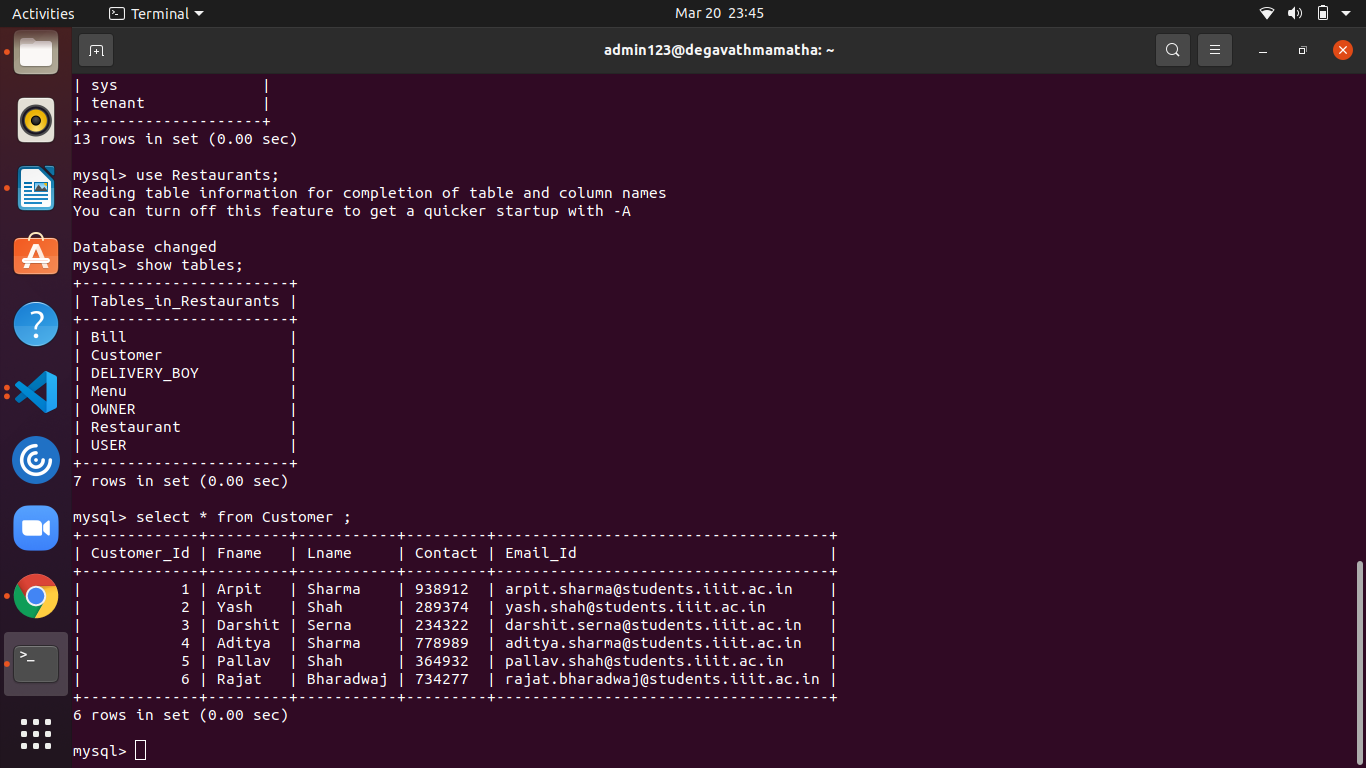 Activities Terminal Mar 20 23:45
admin123@degavathmamatha: ~
| sys                |
| tenant             |
+--------------------+
13 rows in set (0.00 sec)
mysql> use Restaurants;
Reading table information for completion of table and column names
You can turn off this feature to get a quicker startup with -A
Database changed
mysql> show tables;
+-----------------------+
| Tables_in_Restaurants |
+-----------------------+
| Bill                  |
| Customer              |
| DELIVERY_BOY          |
| Menu                  |
| OWNER                 |
| Restaurant            |
| USER                  |
+-----------------------+
7 rows in set (0.00 sec)
mysql> select * from Customer ;
+-------------+---------+-----------+---------+-------------------------------------+
| Customer_Id | Fname   | Lname     | Contact | Email_Id                            |
+-------------+---------+-----------+---------+-------------------------------------+
|           1 | Arpit   | Sharma    | 938912  | arpit.sharma@students.iiit.ac.in    |
|           2 | Yash    | Shah      | 289374  | yash.shah@students.iiit.ac.in       |
|           3 | Darshit | Serna     | 234322  | darshit.serna@students.iiit.ac.in   |
|           4 | Aditya  | Sharma    | 778989  | aditya.sharma@students.iiit.ac.in   |
|           5 | Pallav  | Shah      | 364932  | pallav.shah@students.iiit.ac.in     |
|           6 | Rajat   | Bharadwaj | 734277  | rajat.bharadwaj@students.iiit.ac.in |
+-------------+---------+-----------+---------+-------------------------------------+
6 rows in set (0.00 sec)
mysql>